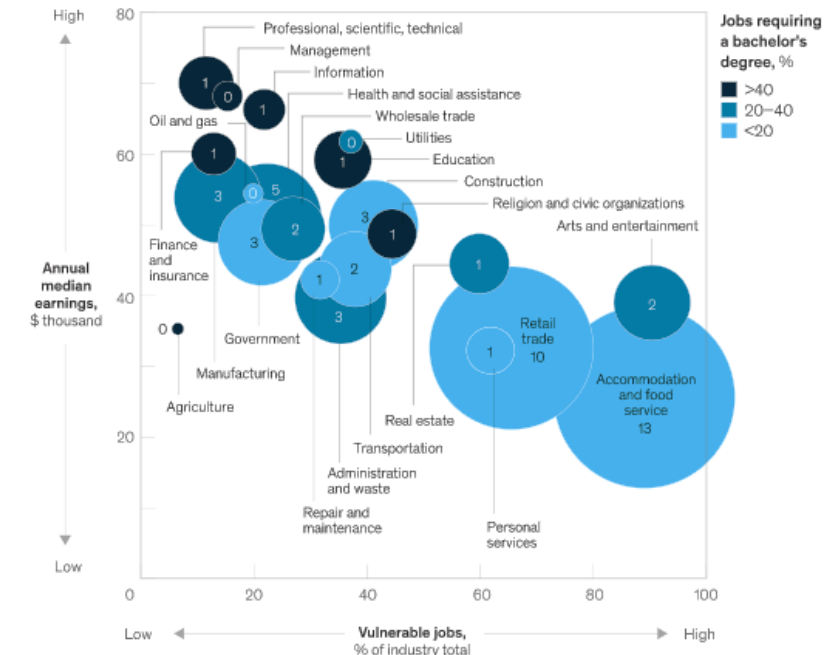 High
80
Professional, scientific, technical
Management
Information
Health and social assistance
Wholesale trade
Utilities
Education
Construction
Religion and civic organizations
Arts and entertainment
Oil and gas
Jobs requiring
a bachelor's
degree, %
>40
20–40
<20
1
0
1
0
1
60
1
3
0
5
2
3
3
1
2
1
3
1
2
Finance
and
insurance
Annual
median
earnings,
$ thousand
40
0
Government
Manufacturing
Agriculture
Retail
trade
10
1
Accommodation
and food
service
13
Real estate
20
Transportation
Administration
and waste
Repair and
maintenance
Personal
services
Low
0
20
40
60
80
100
Low
Vulnerable jobs,
% of industry total
High